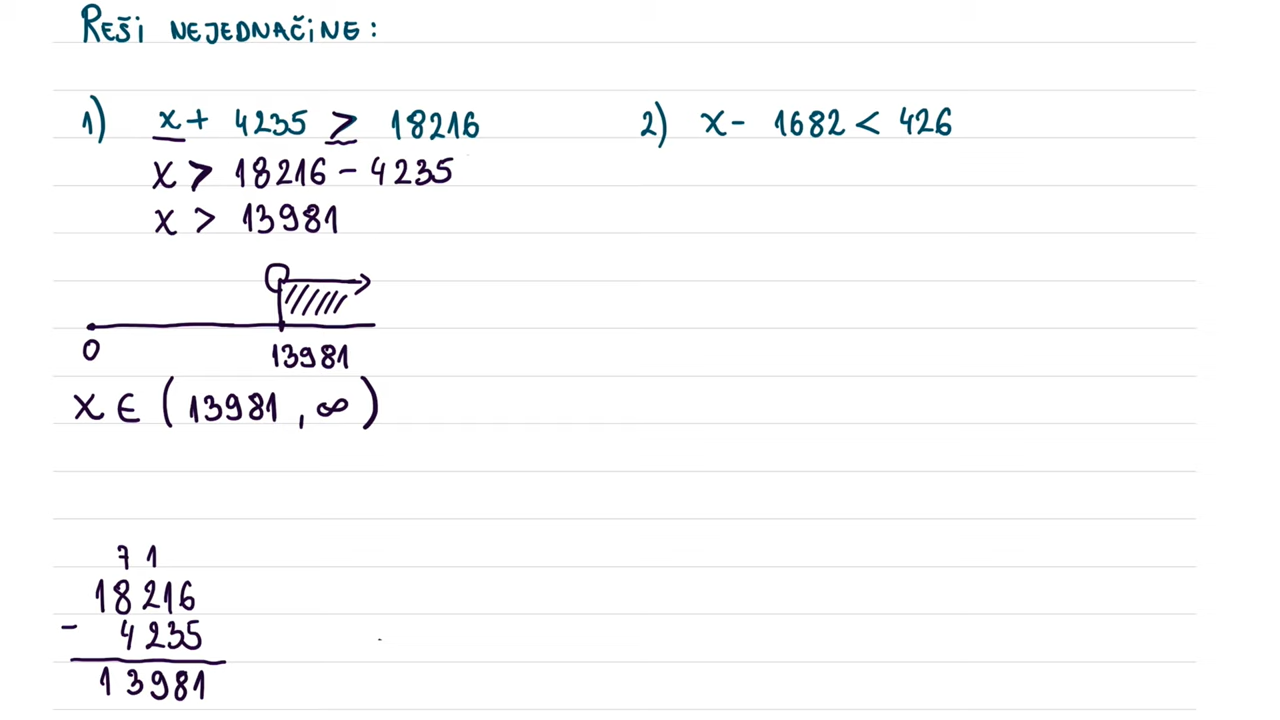 REŠI NEJEDNAČINE:
1) x + 4235 > 18216
x > 18216 - 4235
x > 13981
0 13981
x ∈ (13981, ∞)
7 1
18216
- 4235
13981
2) x - 1682 < 426